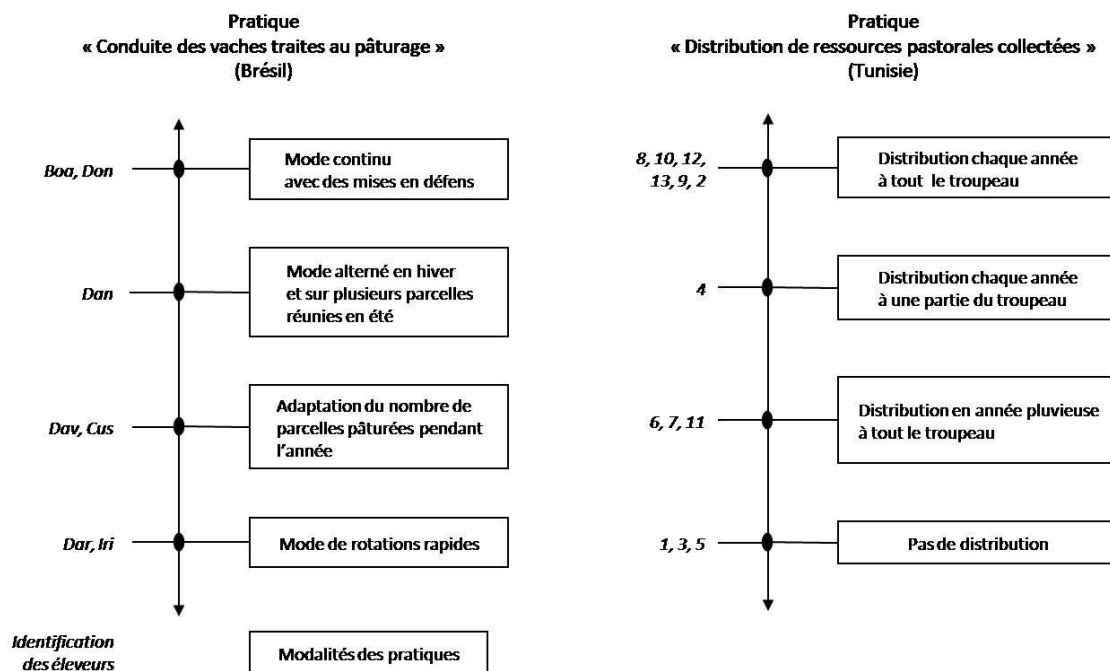 Pratique
« Conduite des vaches traites au pâturage »
(Brésil)
Boa, Don
Mode continu
avec des mises en défens
Dan
Mode alterné en hiver
et sur plusieurs parcelles
réunies en été
Dav, Cus
Adaptation du nombre de
parcelles pâturées pendant
l'année
Dar, Iri
Mode de rotations rapides
Identification
des éleveurs
Modalités des pratiques
Pratique
« Distribution de ressources pastorales collectées »
(Tunisie)
8, 10, 12,
13, 9, 2
Distribution chaque année
à tout le troupeau
4
Distribution chaque année
à une partie du troupeau
6, 7, 11
Distribution en année pluvieuse
à tout le troupeau
1, 3, 5
Pas de distribution